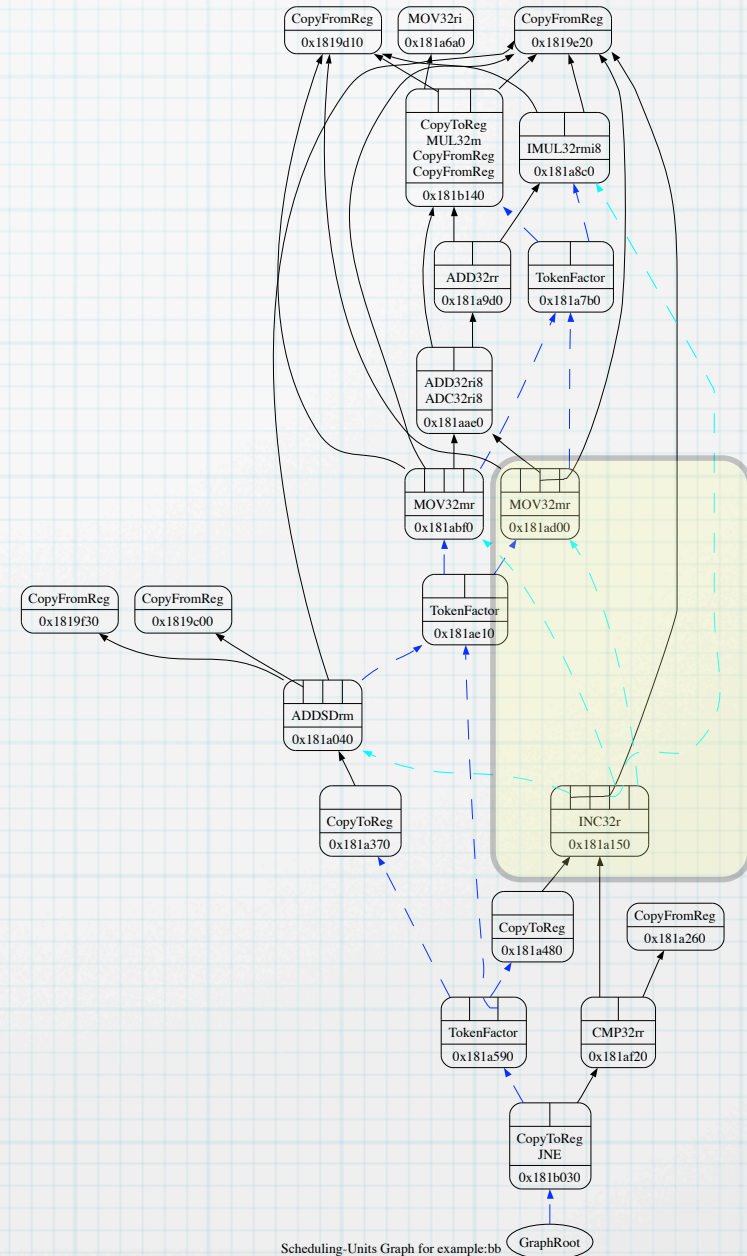 CopyFromReg
0x1819d10
MOV32ri
0x181a6a0
CopyFromReg
0x1819e20
CopyToReg
MUL32m
CopyFromReg
CopyFromReg
0x181b140
IMUL32rmi8
0x181a8c0
ADD32rr
0x181a9d0
TokenFactor
0x181a7b0
ADD32ri8
ADC32ri8
0x181aae0
MOV32mr
0x181abf0
MOV32mr
0x181ad00
CopyFromReg
0x1819f30
CopyFromReg
0x1819c00
TokenFactor
0x181ae10
ADDSDrm
0x181a040
CopyToReg
0x181a370
INC32r
0x181a150
CopyToReg
0x181a480
CopyFromReg
0x181a260
TokenFactor
0x181a590
CMP32rr
0x181af20
CopyToReg
JNE
0x181b030
GraphRoot
Scheduling-Units Graph for example:bb